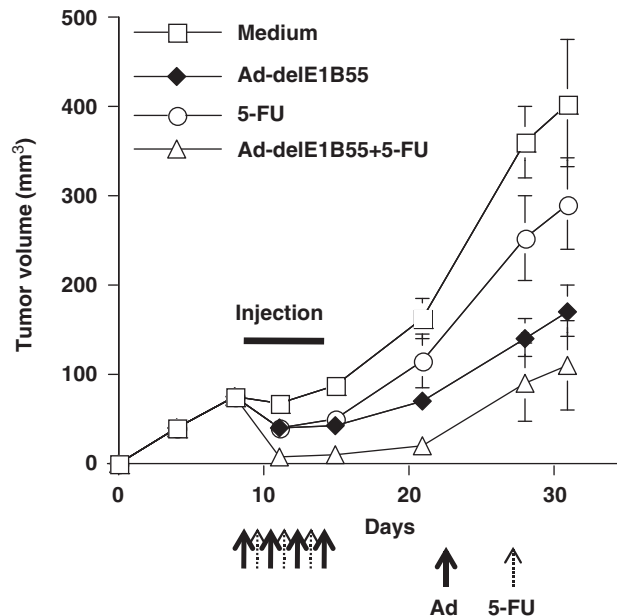 500
400
300
200
100
0
Tumor volume (mm³)
Medium
Ad-delE1B55
5-FU
Ad-delE1B55+5-FU
Injection
0 10 20 30
Days
Ad 5-FU